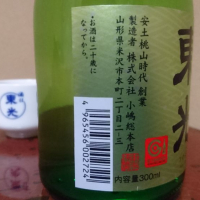 東光
東光
安土桃山時代 創業
製造者 株式会社 小嶋総本店
山形県米沢市本町二丁目二-三
・お酒は二十歳に
なってから。
4965456002724
内容量300ml